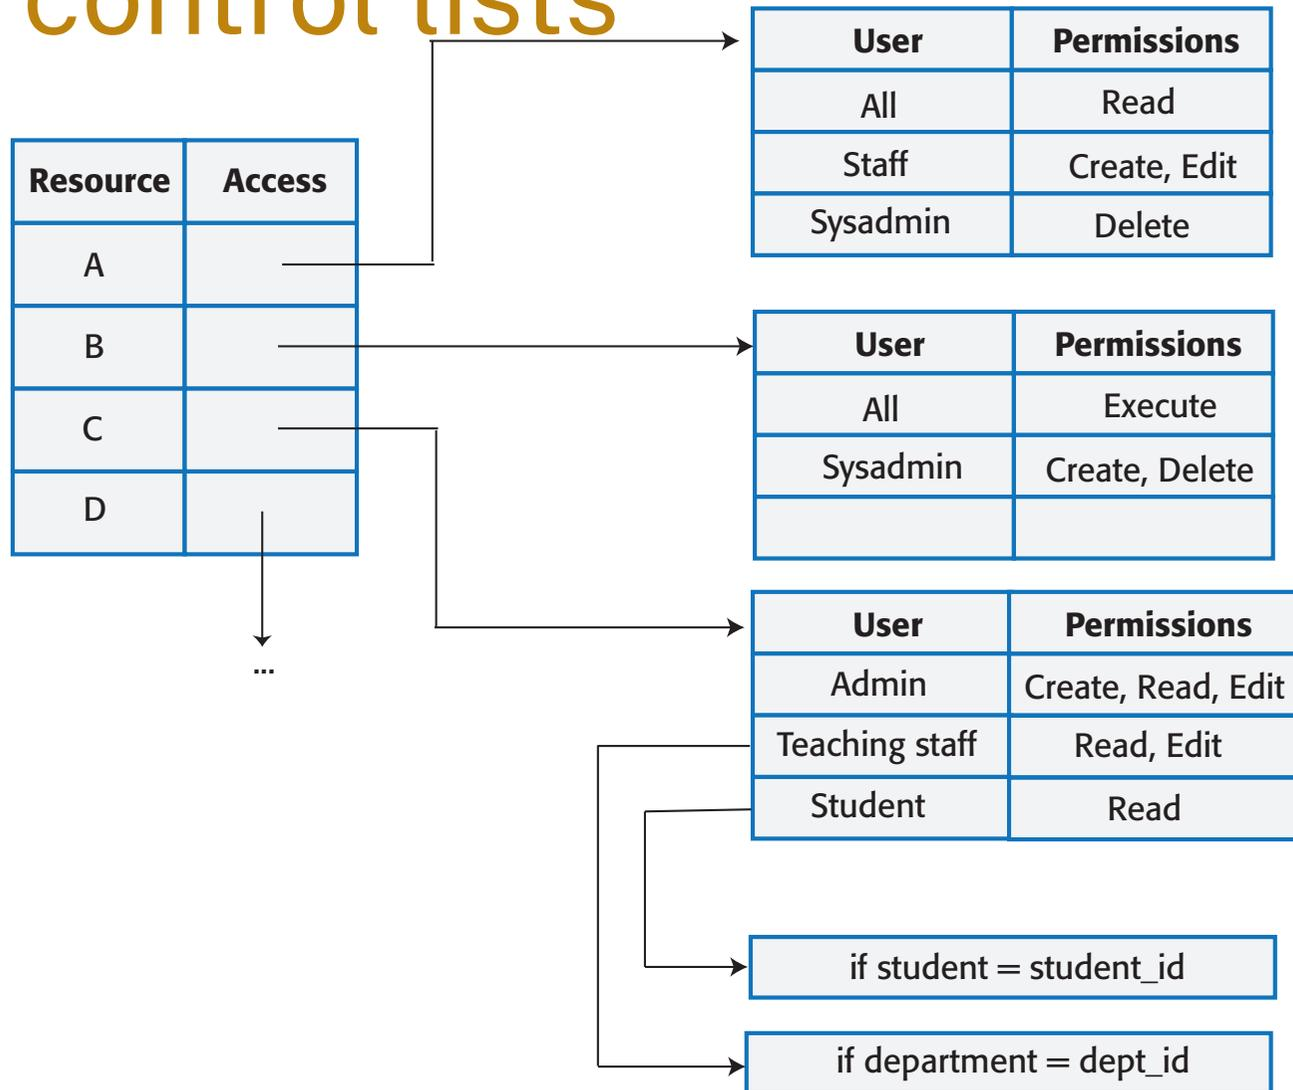 control lists
Resource Access
A
B
C
D
...
User Permissions
All Read
Staff Create, Edit
Sysadmin Delete
User Permissions
All Execute
Sysadmin Create, Delete
User Permissions
Admin Create, Read, Edit
Teaching staff Read, Edit
Student Read
if student = student_id
if department = dept_id